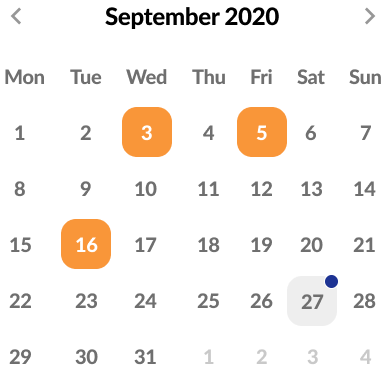 September 2020
Mon Tue Wed Thu Fri Sat Sun
1 2 3 4 5 6 7
8 9 10 11 12 13 14
15 16 17 18 19 20 21
22 23 24 25 26 27 28
29 30 31 1 2 3 4